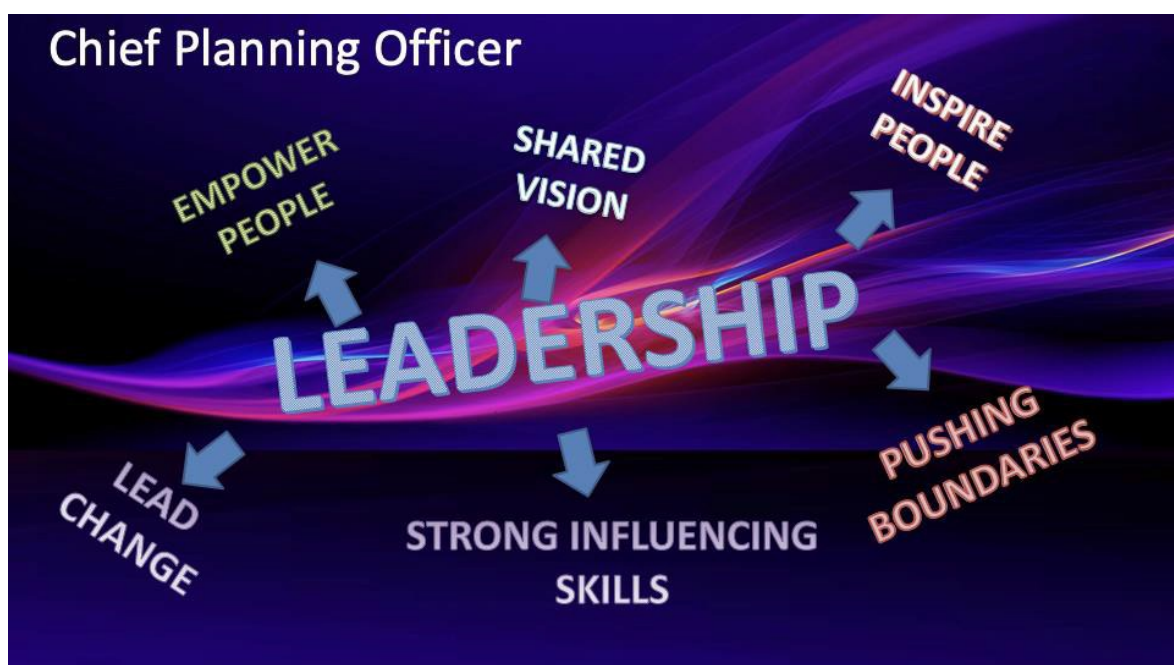 Chief Planning Officer
EMPOWER
PEOPLE
SHARED
VISION
INSPIRE
PEOPLE
LEADERSHIP
LEAD
CHANGE
STRONG INFLUENCING
SKILLS
PUSHING
BOUNDARIES